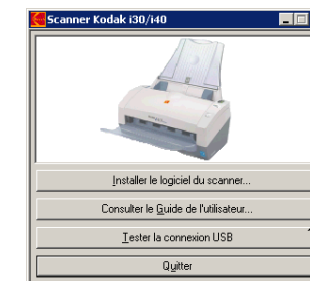 Scanner Kodak i30/i40
Installer le logiciel du scanner...
Consulter le Guide de l'utilisateur...
Tester la connexion USB
Quitter